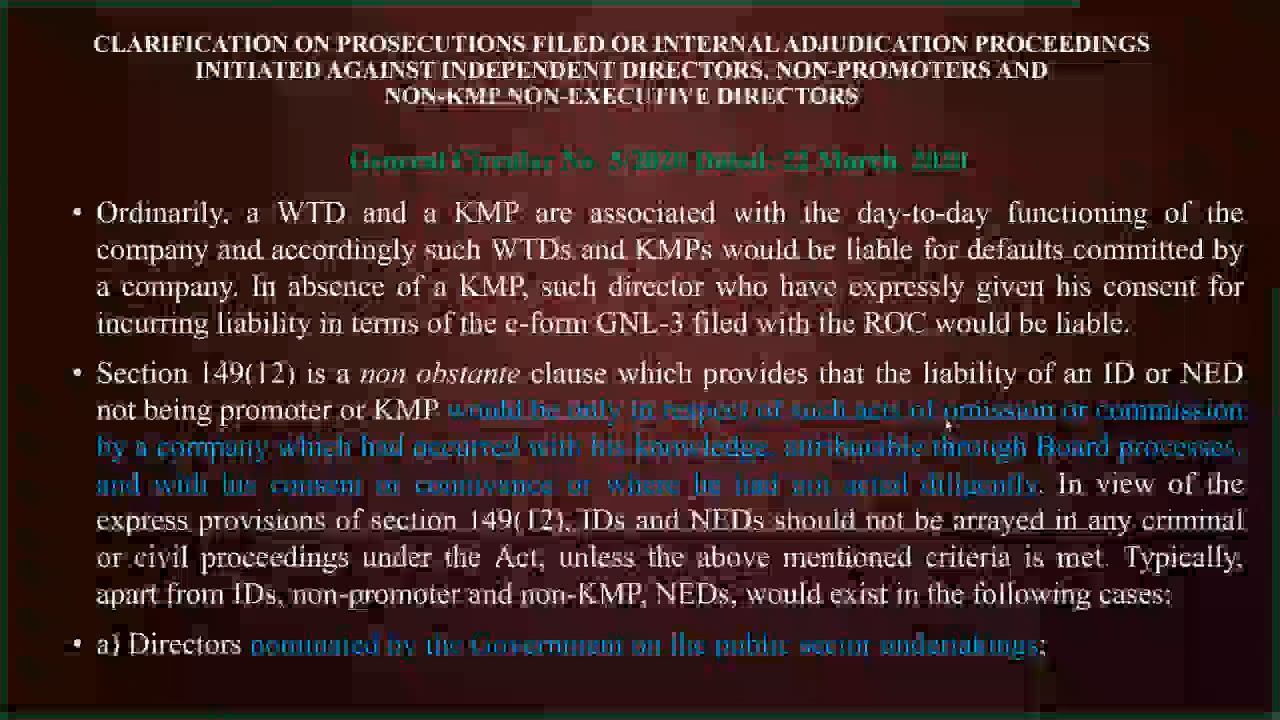 CLARIFICATION ON PROSECUTIONS FILED OR INTERNAL ADJUDICATION PROCEEDINGS
INITIATED AGAINST INDEPENDENT DIRECTORS, NON-PROMOTERS AND
NON-KMP NON-EXECUTIVE DIRECTORS
General Circular No. 5/2020 Dated: 22 March, 2020
• Ordinarily, a WTD and a KMP are associated with the day-to-day functioning of the
company and accordingly such WTDs and KMPs would be liable for defaults committed by
a company. In absence of a KMP, such director who have expressly given his consent for
incurring liability in terms of the e-form GNL-3 filed with the ROC would be liable.
• Section 149(12) is a non obstante clause which provides that the liability of an ID or NED
not being promoter or KMP would be only in respect of such acts of omission or commission
by a company which had occurred with his knowledge, attributable through Board processes,
and with his consent or connivance or where he had not acted diligently. In view of the
express provisions of section 149(12), IDs and NEDs should not be arrayed in any criminal
or civil proceedings under the Act, unless the above mentioned criteria is met. Typically,
apart from IDs, non-promoter and non-KMP, NEDs, would exist in the following cases:
• a) Directors nominated by the Government on the public sector undertakings;